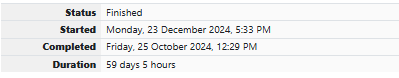 Status Finished
Started Monday, 23 December 2024, 5:33 PM
Completed Friday, 25 October 2024, 12:29 PM
Duration 59 days 5 hours